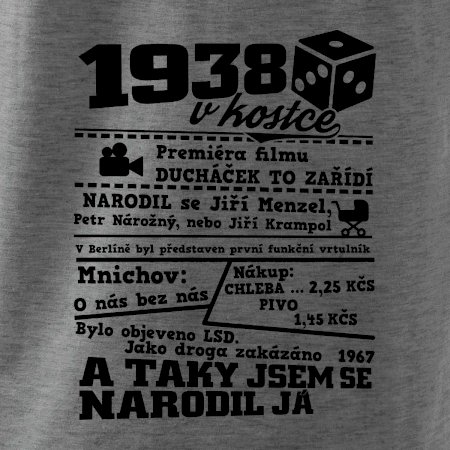 1938
v kostce
Premiéra filmu
DUCHÁČEK TO ZAŘÍDÍ
NARODIL se Jiří Menzel,
Petr Nárožný, nebo Jiří Krampol
V Berlíně byl představen první funkční vrtulník
Mnichov:
O nás bez nás
Nákup:
CHLEBA ... 2,25 KČS
PIVO
1,45 KČS
Bylo objeveno LSD.
Jako droga zakázáno 1967
A TAKY JSEM SE
NARODIL JÁ